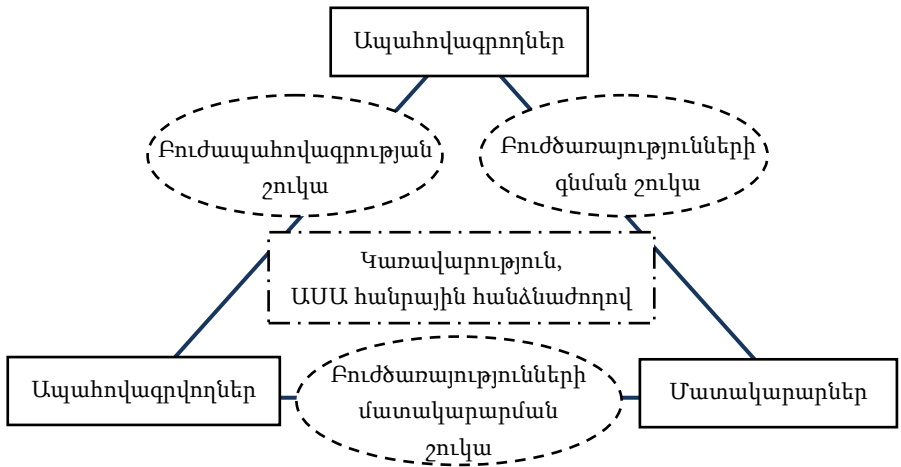 Ապահովագրողներ
Բուժապահովագրության
շուկա
Բուժծառայությունների
գնման շուկա
Կառավարություն,
ԱՍԱ հանրային հանձնաժողով
Ապահովագրվողներ
Բուժծառայությունների
մատակարարման
շուկա
Մատակարարներ